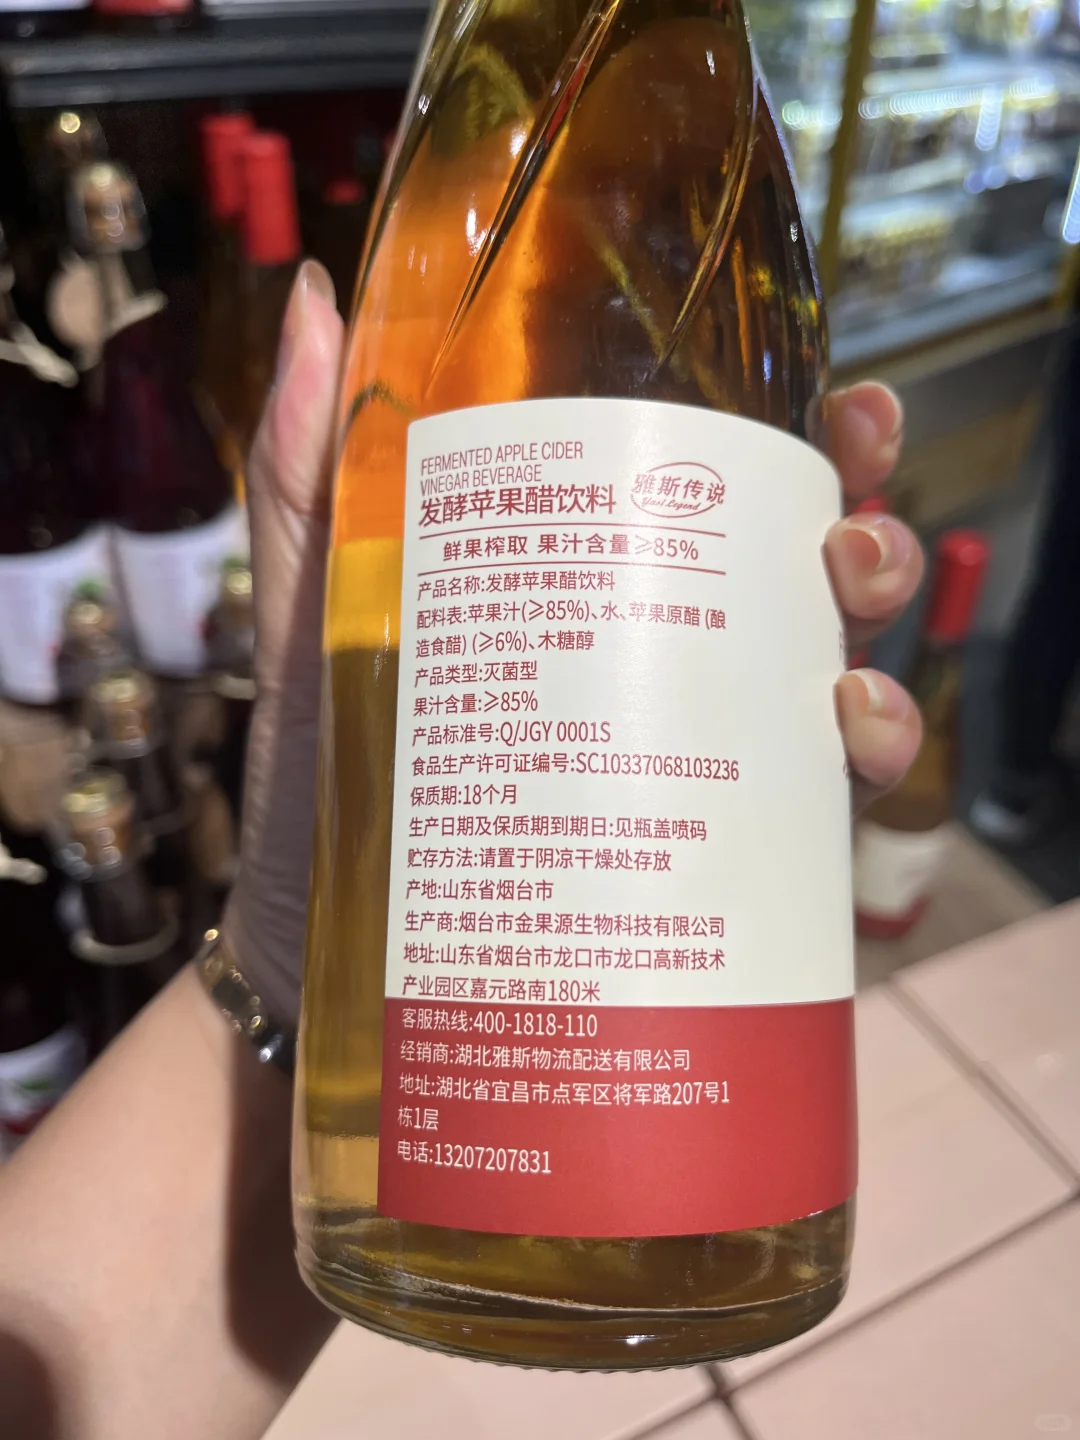 FERMENTED APPLE CIDER
VINEGAR BEVERAGE
发酵苹果醋饮料
雅斯传说
Yasi Legend
鲜果榨取 果汁含量≥85%
产品名称:发酵苹果醋饮料
配料表:苹果汁(≥85%)、水、苹果原醋 (酿
造食醋) (≥6%)、木糖醇
产品类型:灭菌型
果汁含量:≥85%
产品标准号:Q/JGY 0001S
食品生产许可证编号:SC10337068103236
保质期:18个月
生产日期及保质期到期日:见瓶盖喷码
贮存方法:请置于阴凉干燥处存放
产地:山东省烟台市
生产商:烟台市金果源生物科技有限公司
地址:山东省烟台市龙口市龙口高新技术
产业园区嘉元路南180米
客服热线:400-1818-110
经销商:湖北雅斯物流配送有限公司
地址:湖北省宜昌市点军区将军路207号1
栋1层
电话:13207207831